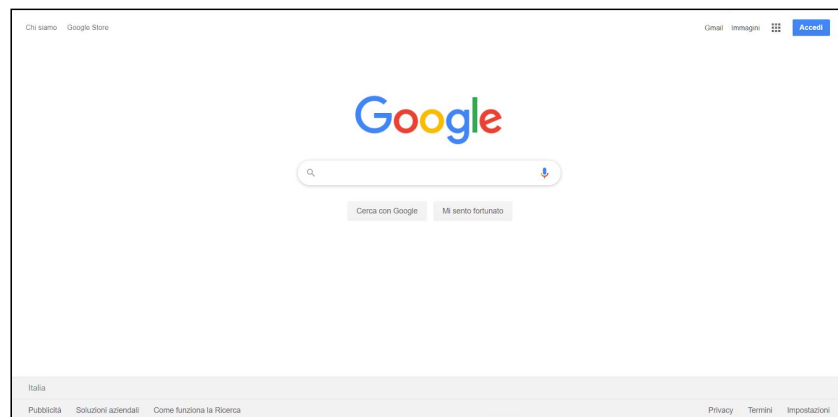 Chi siamo Google Store Gmail Immagini Accedi
Google
Cerca con Google Mi sento fortunato
Italia
Pubblicità Soluzioni aziendali Come funziona la Ricerca Privacy Termini Impostazioni